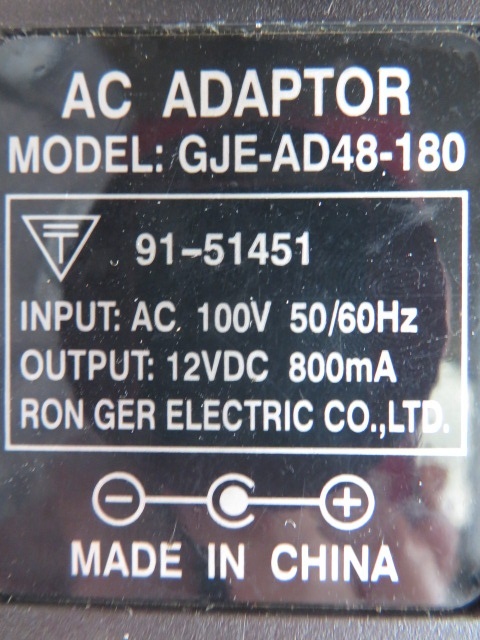 AC ADAPTOR
MODEL: GJE-AD48-180
91-51451
INPUT: AC 100V 50/60Hz
OUTPUT: 12VDC 800mA
RON GER ELECTRIC CO.,LTD.
MADE IN CHINA